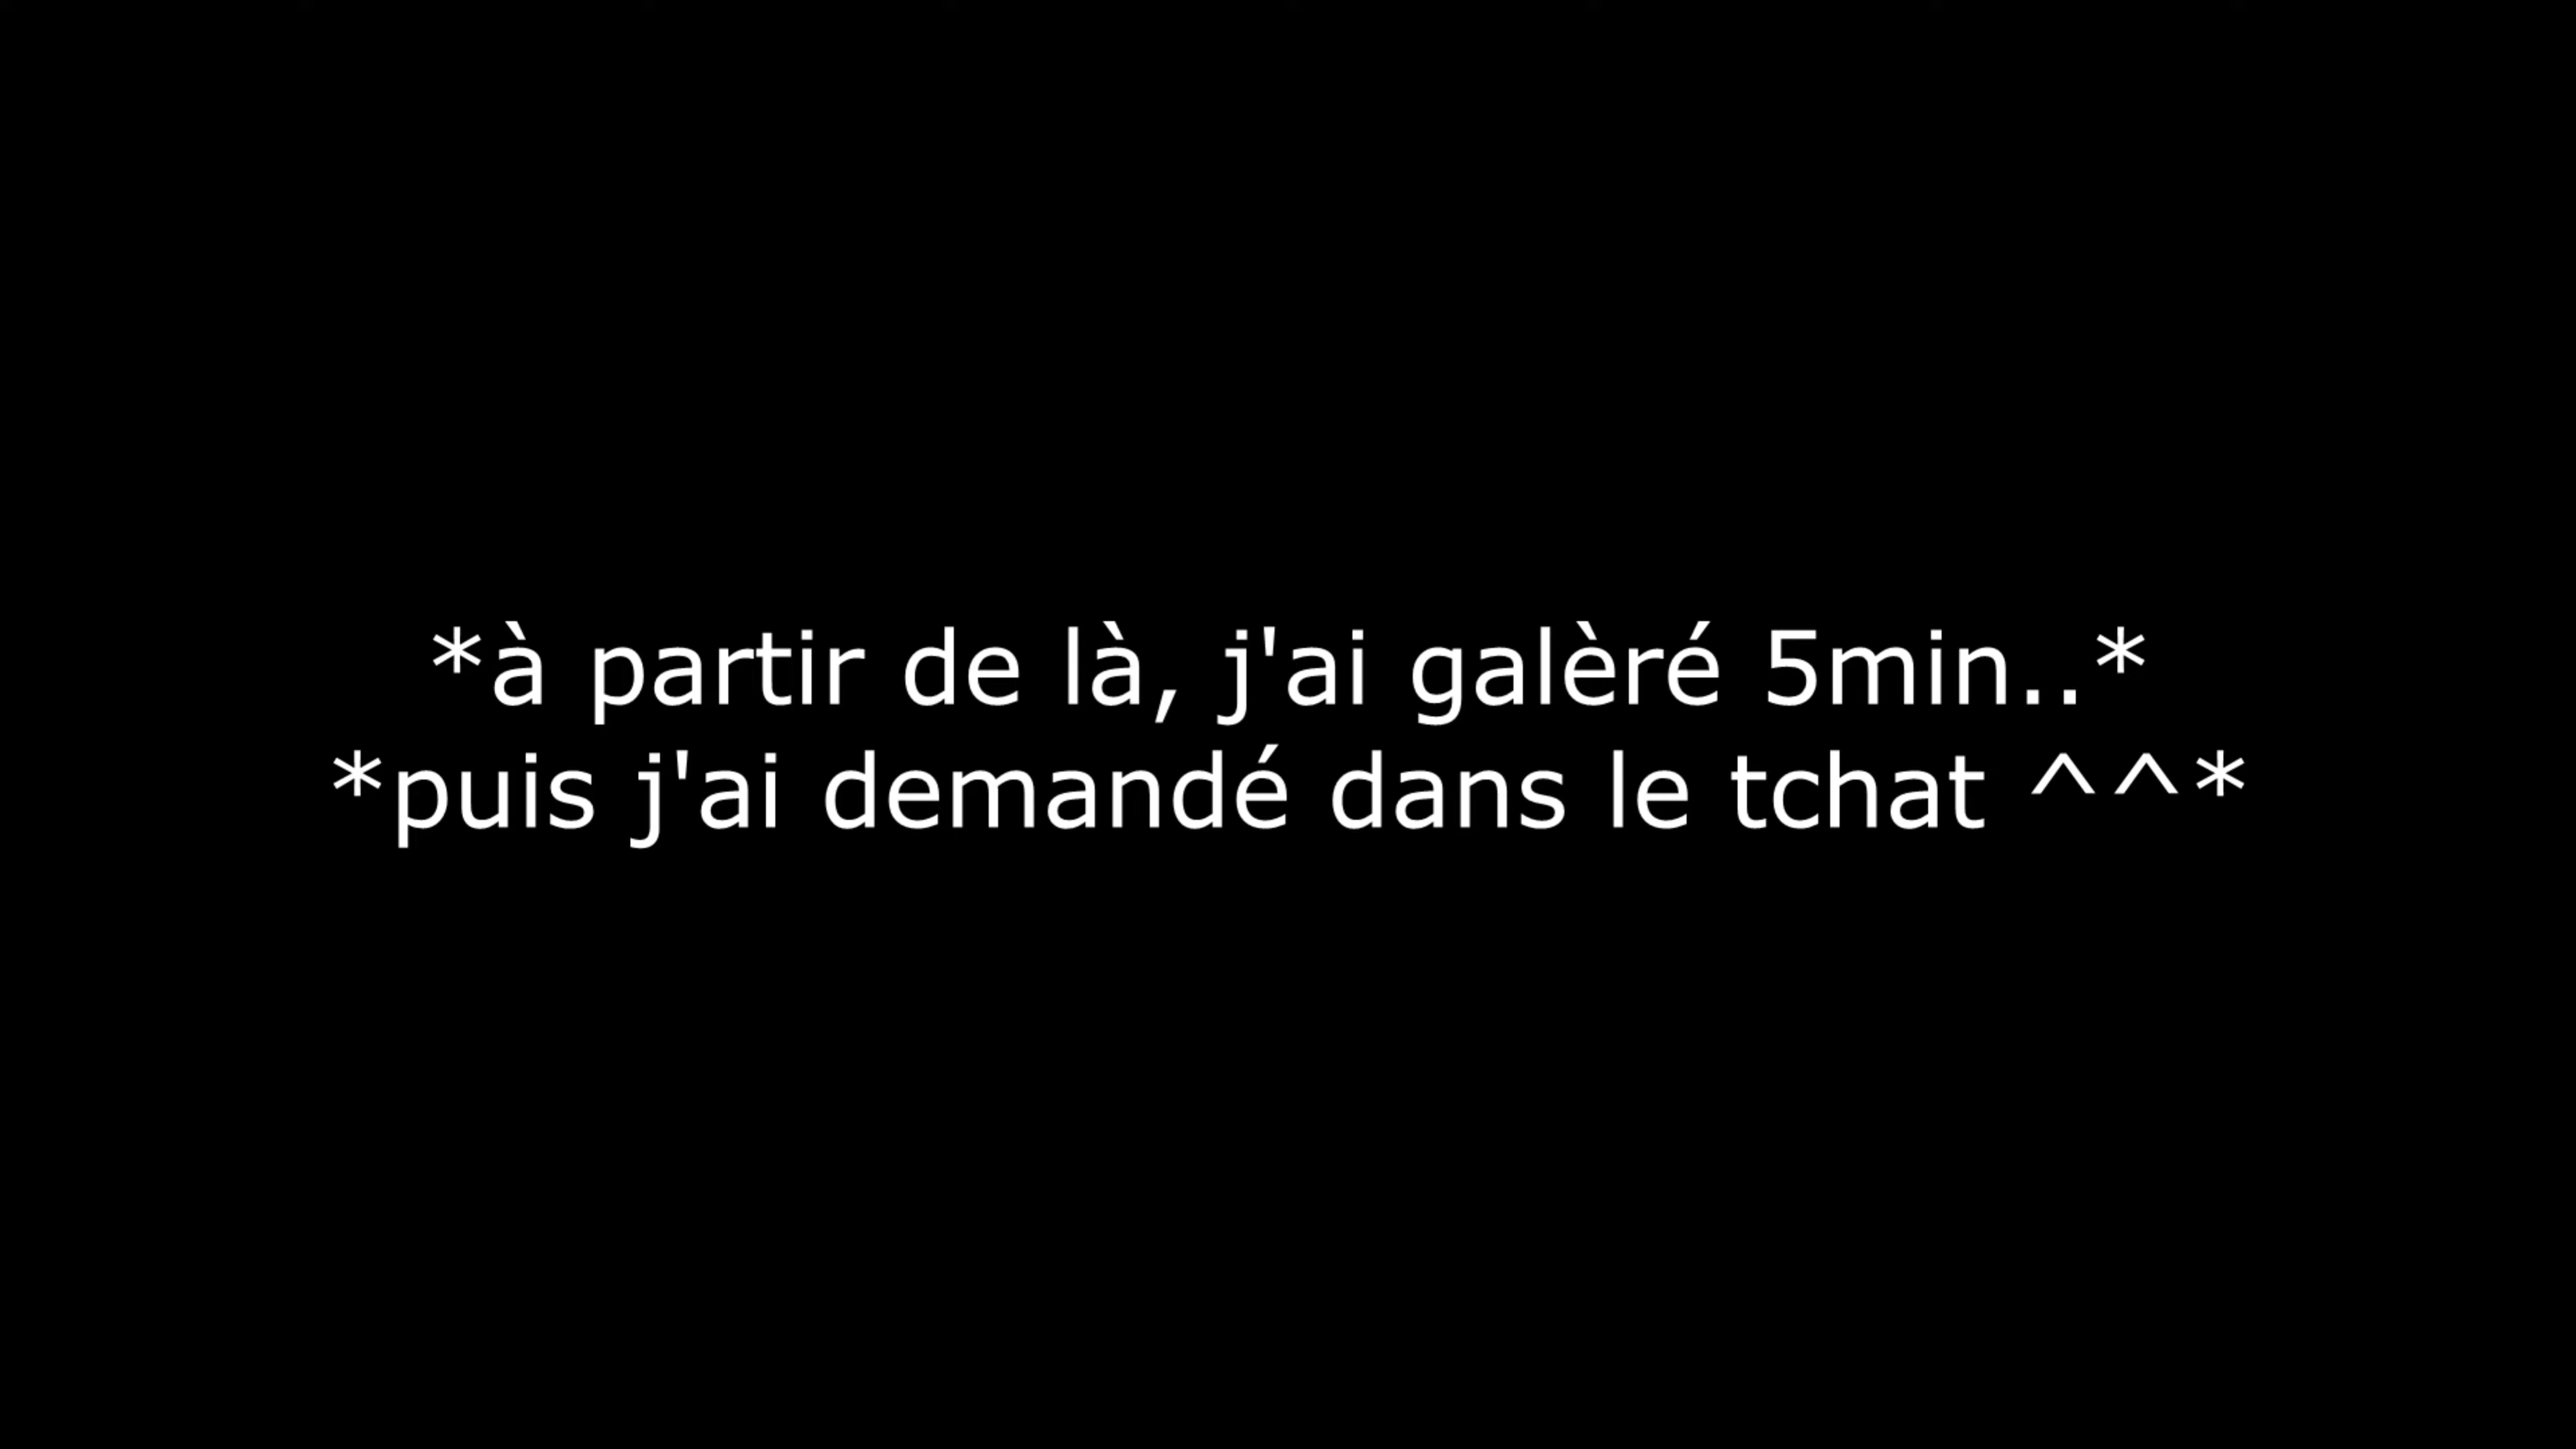 *à partir de là, j'ai galèré 5min..*
*puis j'ai demandé dans le tchat ^^*